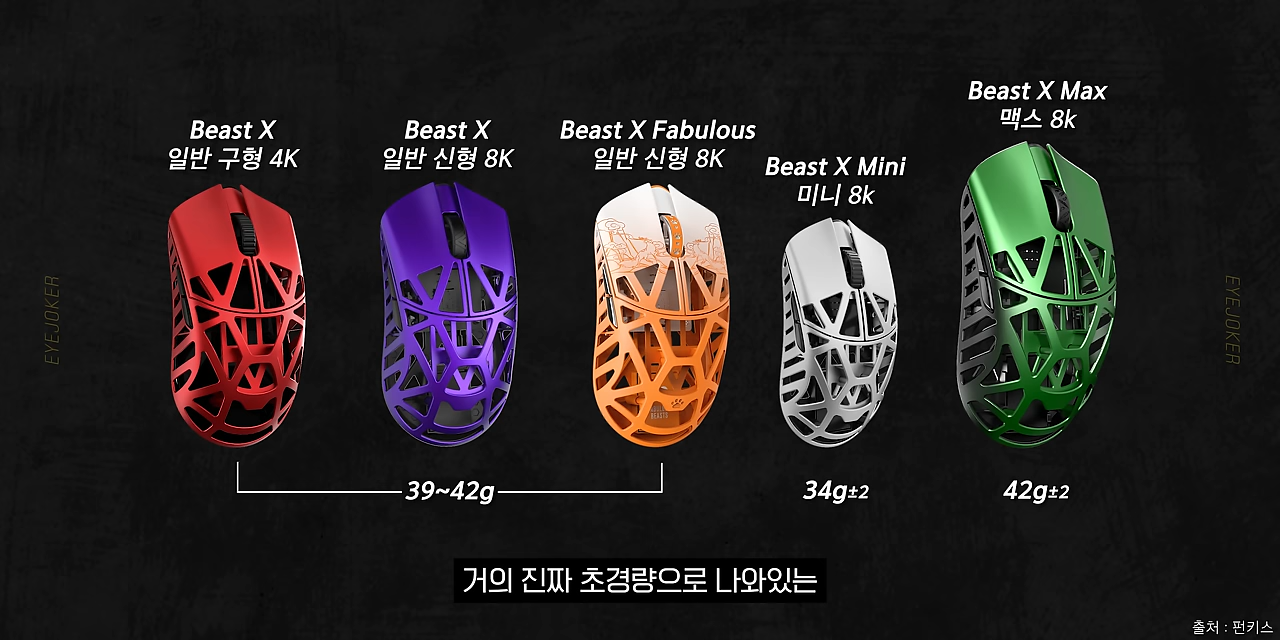 Beast X
일반 구형 4K
Beast X
일반 신형 8K
Beast X Fabulous
일반 신형 8K
Beast X Mini
미니 8k
Beast X Max
맥스 8k
EYEJOKER
EYEJOKER
39~42g
34g±2
42g±2
거의 진짜 초경량으로 나와있는
출처 : 펀키스